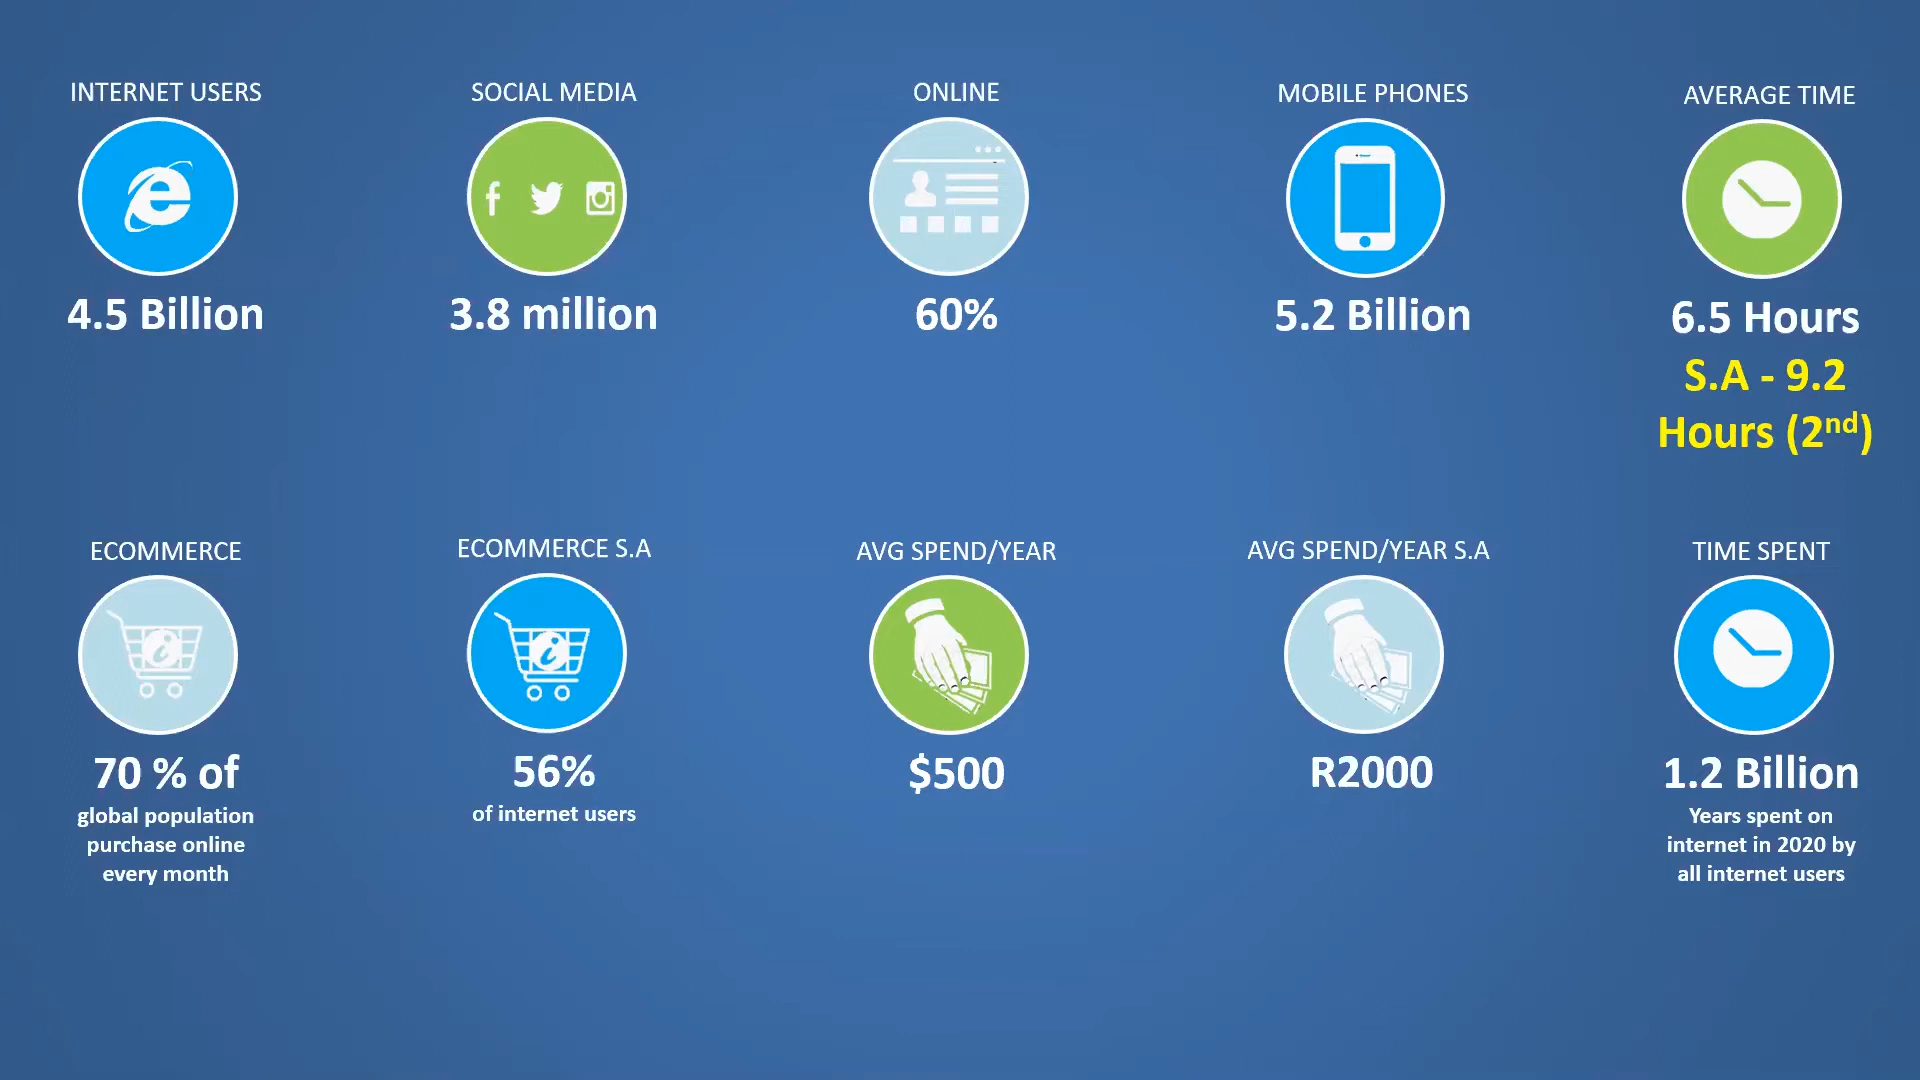 INTERNET USERS
4.5 Billion
SOCIAL MEDIA
3.8 million
ONLINE
60%
MOBILE PHONES
5.2 Billion
AVERAGE TIME
6.5 Hours
S.A - 9.2
Hours (2nd)
ECOMMERCE
70 % of
global population
purchase online
every month
ECOMMERCE S.A
56%
of internet users
AVG SPEND/YEAR
$500
AVG SPEND/YEAR S.A
R2000
TIME SPENT
1.2 Billion
Years spent on
internet in 2020 by
all internet users